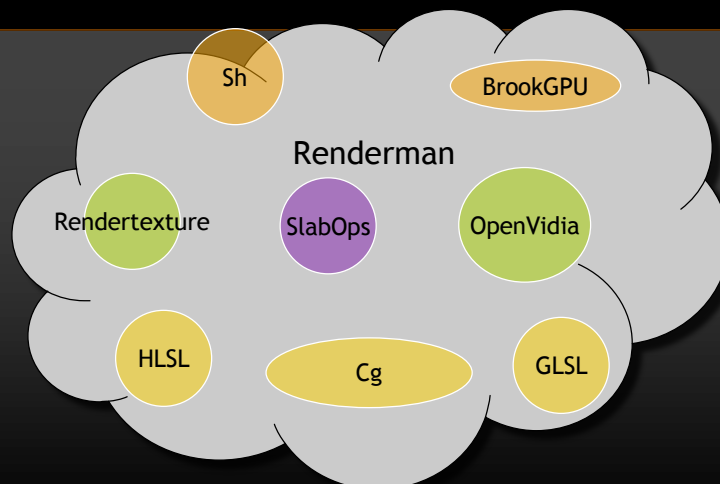 Sh
BrookGPU
Renderman
Rendertexture
SlabOps
OpenVidia
HLSL
Cg
GLSL